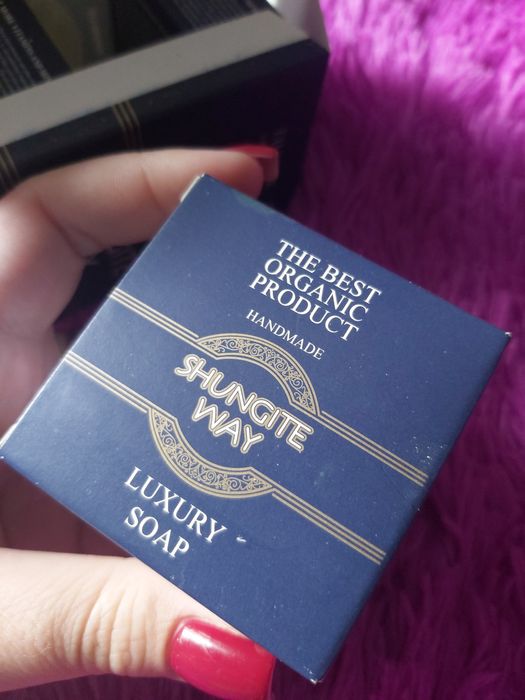 THE BEST
ORGANIC
PRODUCT
HANDMADE
SHUNGITE
WAY
LUXURY
SOAP